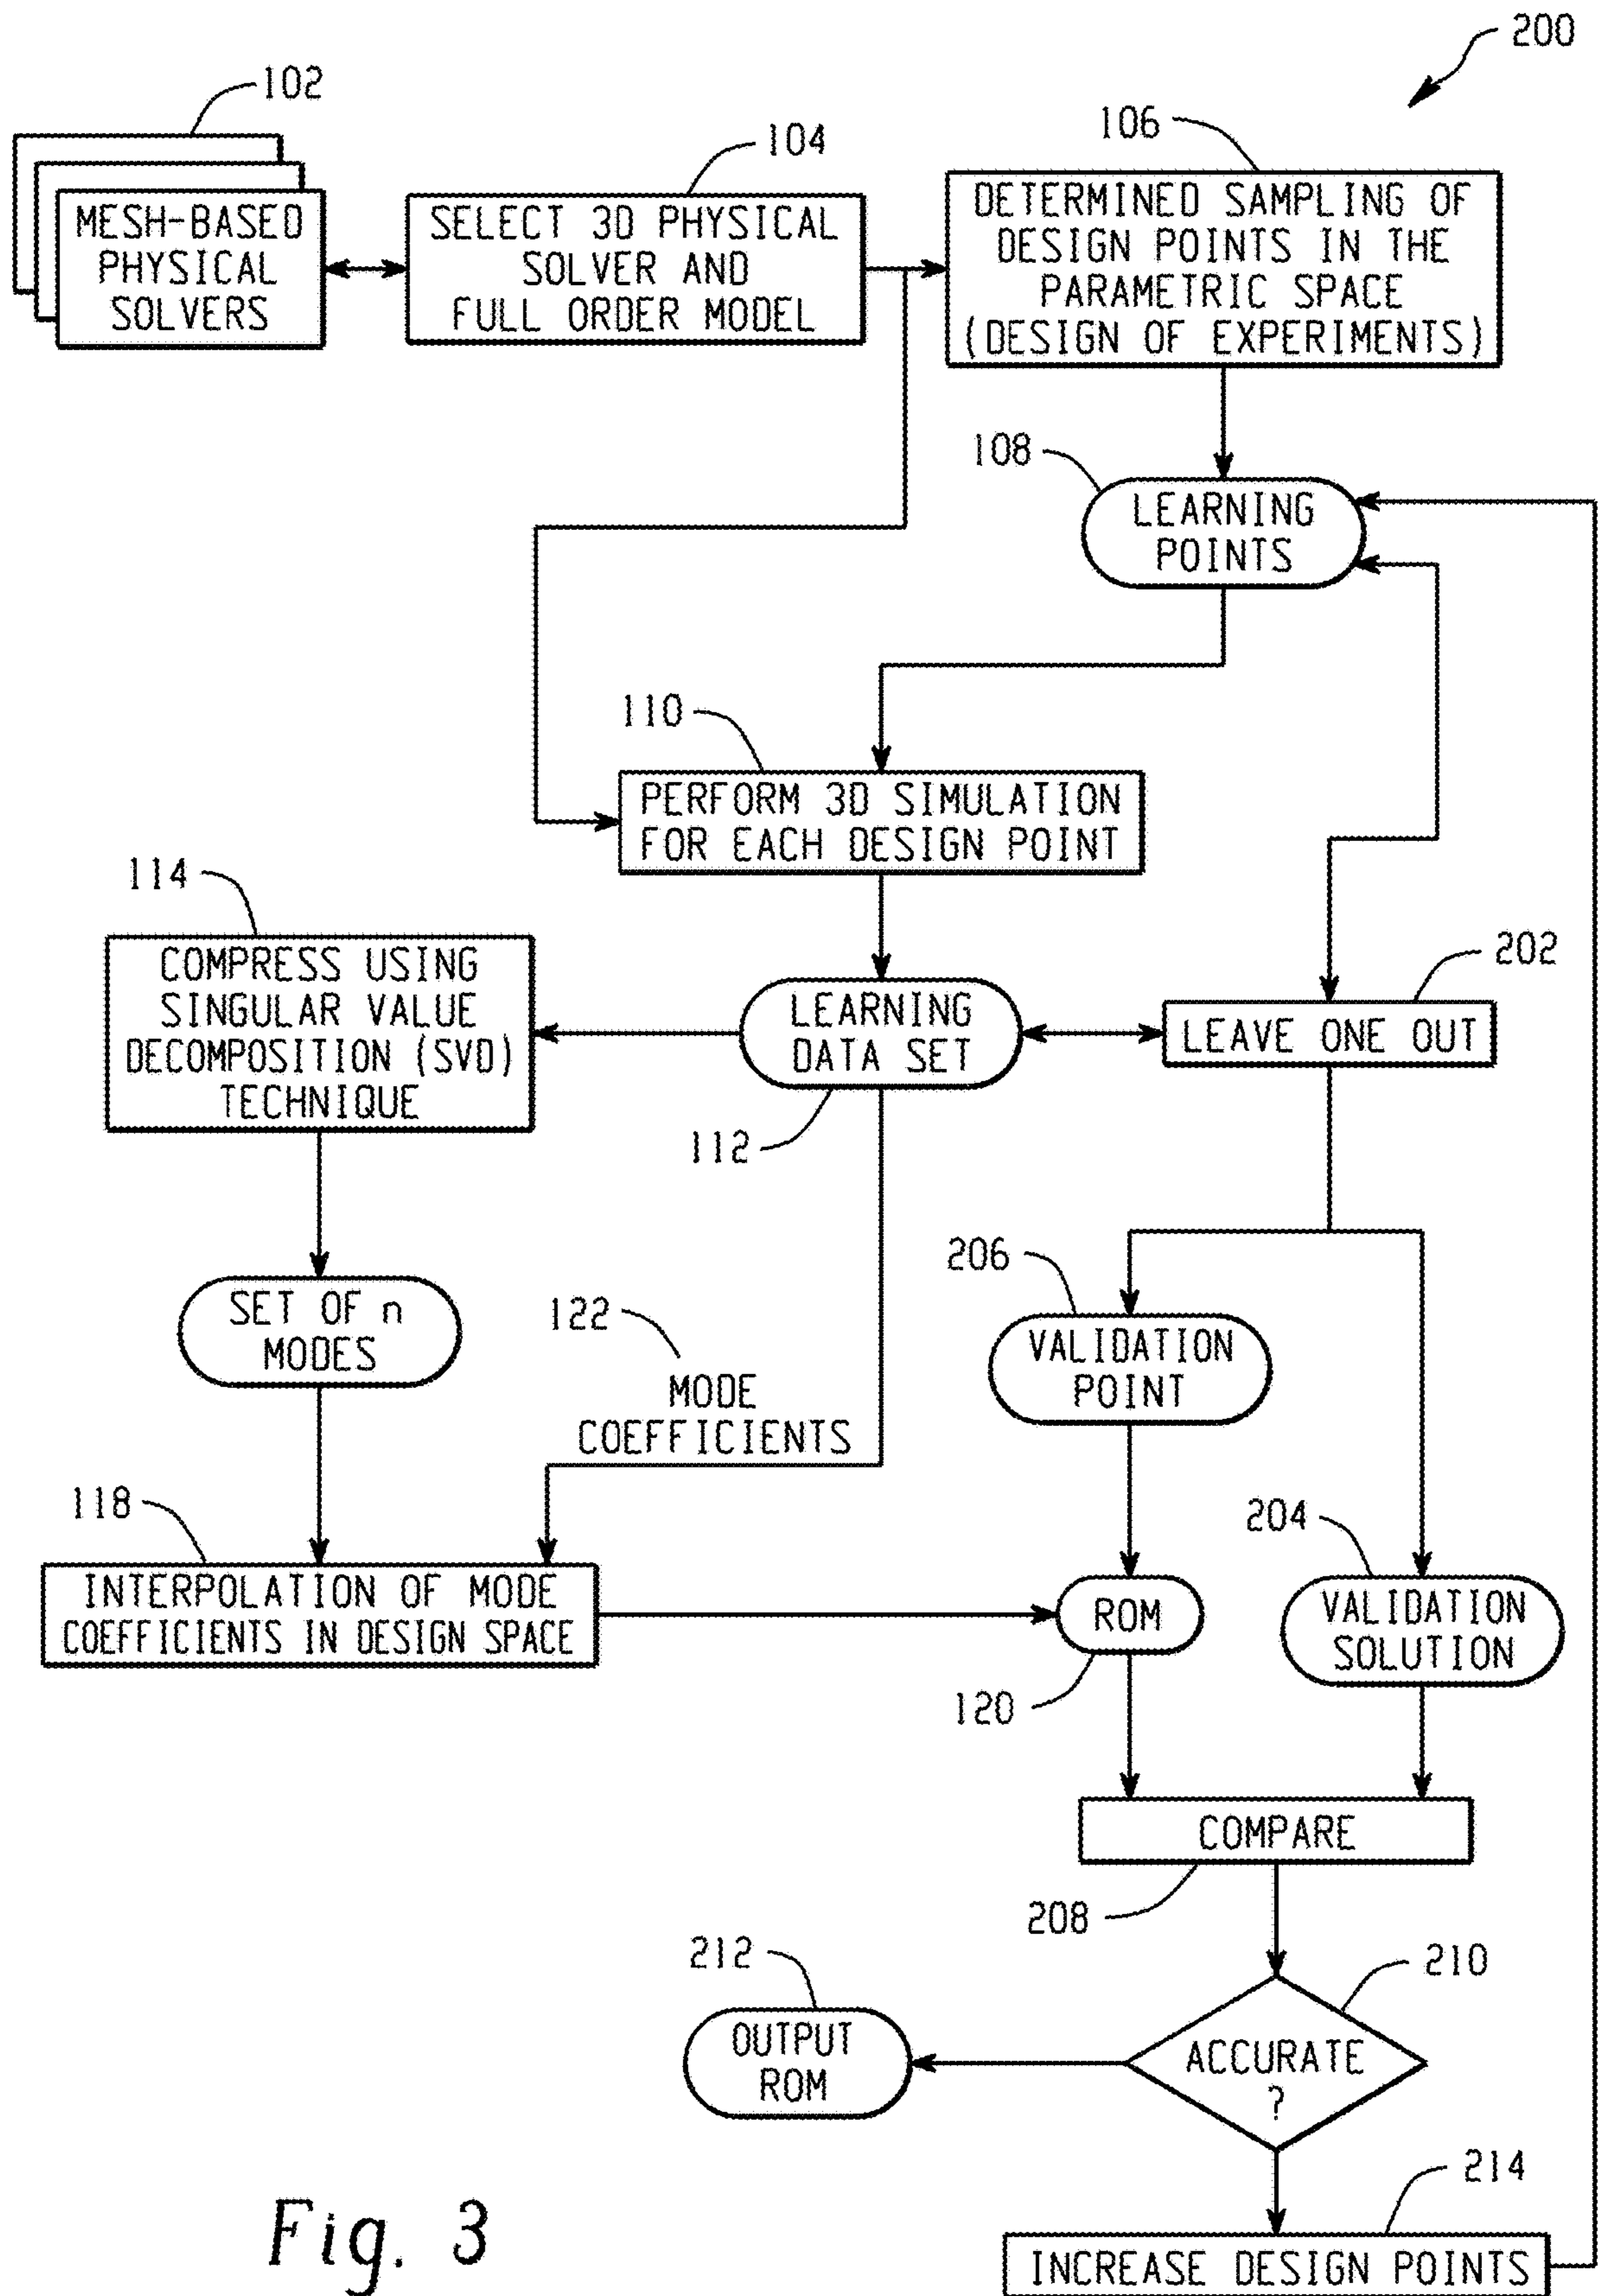 200
102
104
106
MESH-BASED
PHYSICAL
SOLVERS
SELECT 3D PHYSICAL
SOLVER AND
FULL ORDER MODEL
DETERMINED SAMPLING OF
DESIGN POINTS IN THE
PARAMETRIC SPACE
(DESIGN OF EXPERIMENTS)
108
LEARNING
POINTS
110
PERFORM 3D SIMULATION
FOR EACH DESIGN POINT
114
COMPRESS USING
SINGULAR VALUE
DECOMPOSITION (SVD)
TECHNIQUE
LEARNING
DATA SET
112
202
LEAVE ONE OUT
SET OF n
MODES
122
MODE
COEFFICIENTS
206
VALIDATION
POINT
118
INTERPOLATION OF MODE
COEFFICIENTS IN DESIGN SPACE
ROM
120
204
VALIDATION
SOLUTION
COMPARE
208
212
OUTPUT
ROM
210
ACCURATE
?
214
INCREASE DESIGN POINTS
Fig. 3